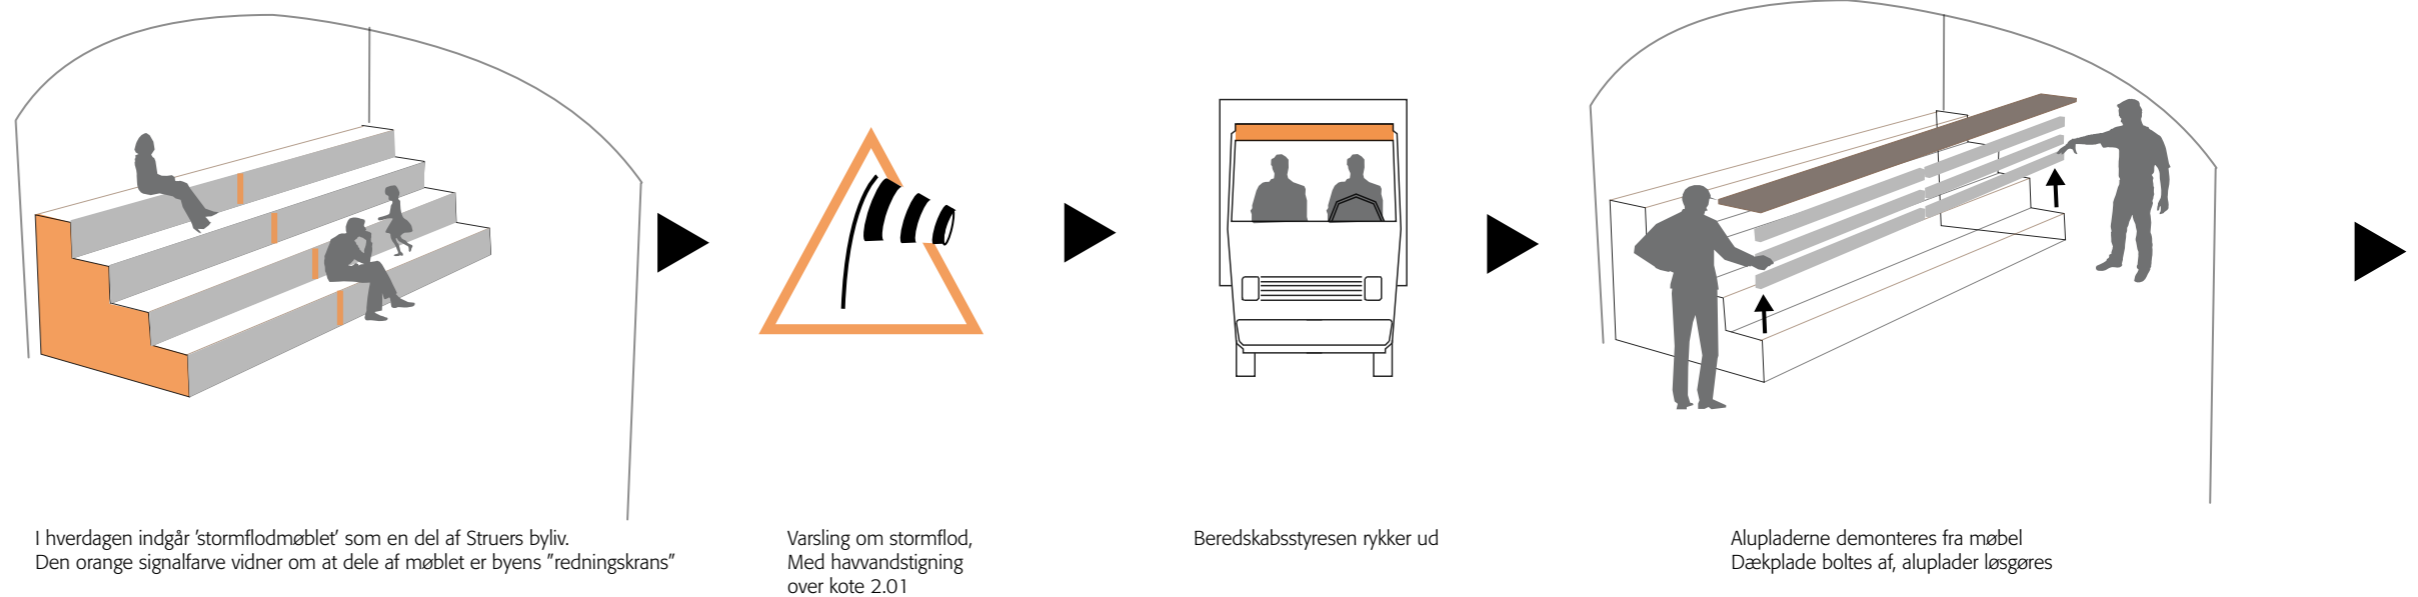 I hverdagen indgår 'stormflodmøblet' som en del af Struers byliv.
Den orange signalfarve vidner om at dele af møblet er byens "redningskrans"
Varsling om stormflod,
Med havvandstigning
over kote 2.01
Beredskabsstyresen rykker ud
Alupladerne demonteres fra møbel
Dækplade boltes af, aluplader løsgøres